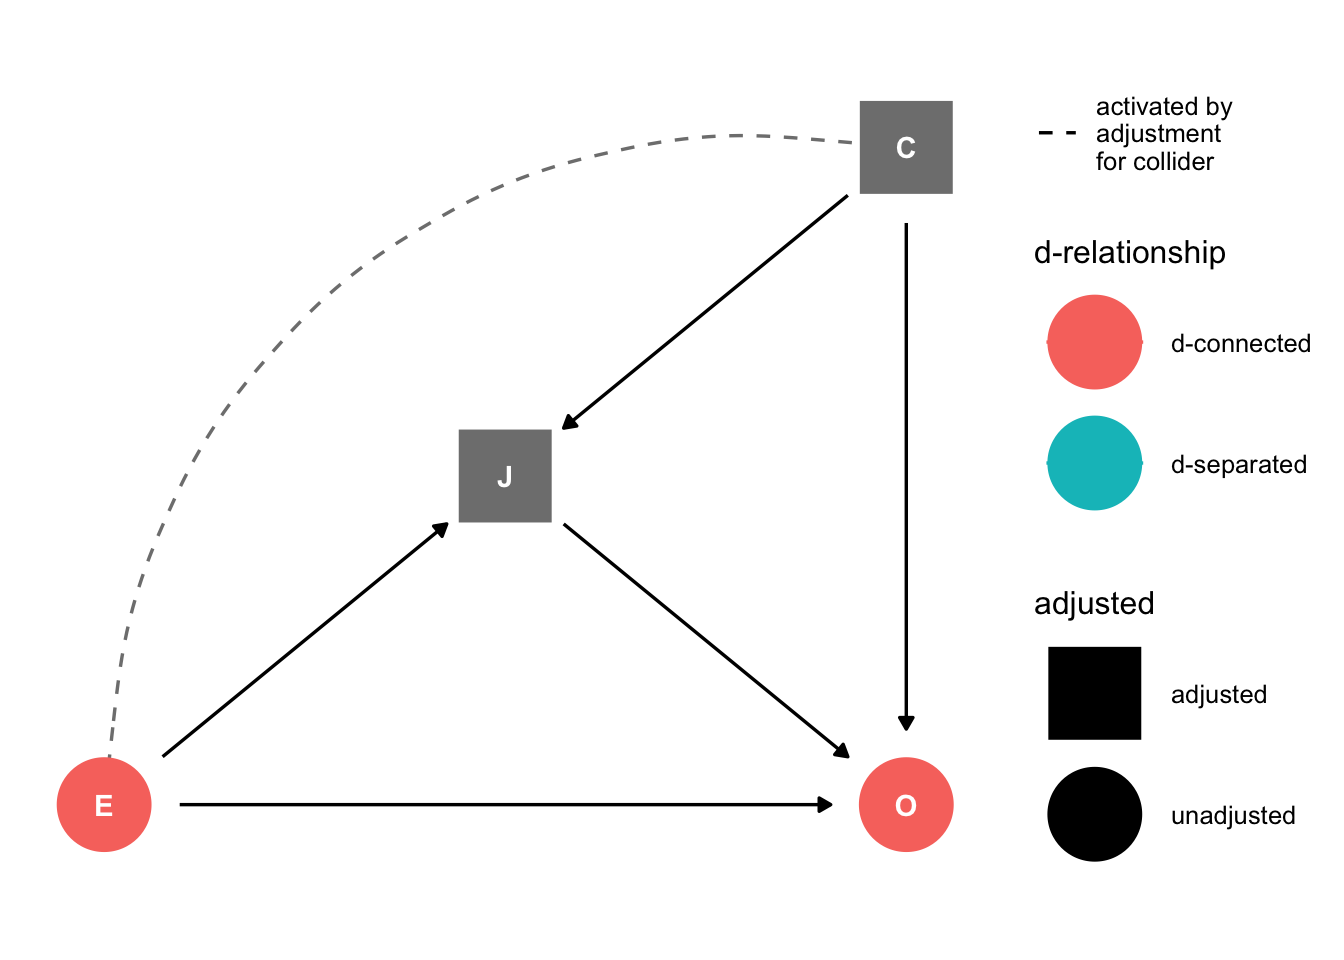 C
J
E
O
activated by
adjustment
for collider
d-relationship
d-connected
d-separated
adjusted
adjusted
unadjusted